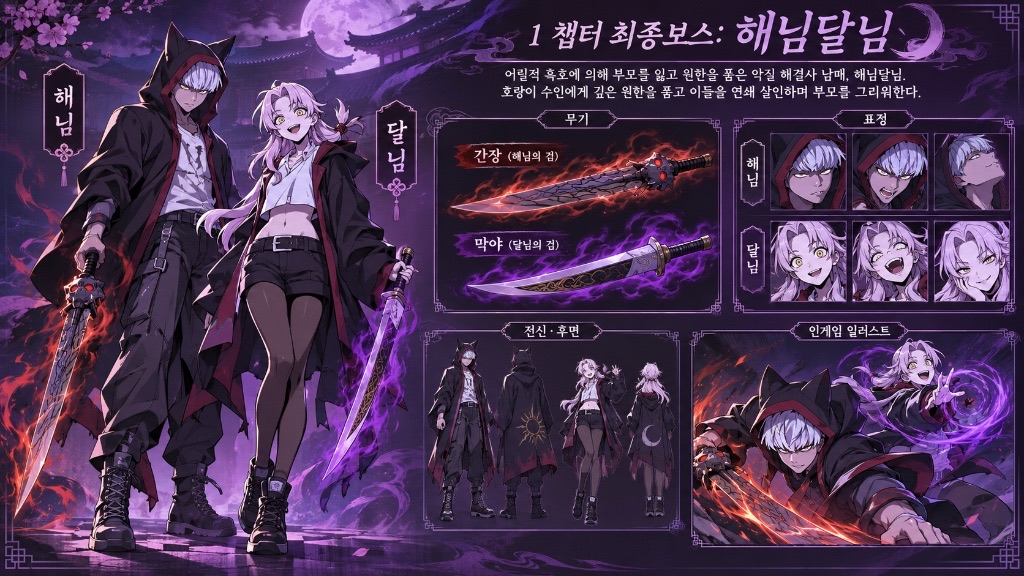 1 챕터 최종보스: 해님달님
어릴적 흑호에 의해 부모를 잃고 원한을 품은 악질 해결사 남매, 해님달님.
호랑이 수인에게 깊은 원한을 품고 이들을 연쇄 살인하며 부모를 그리워한다.
해님
달님
무기
간장 (해님의 검)
막야 (달님의 검)
표정
해님
달님
전신·후면
인게임 일러스트